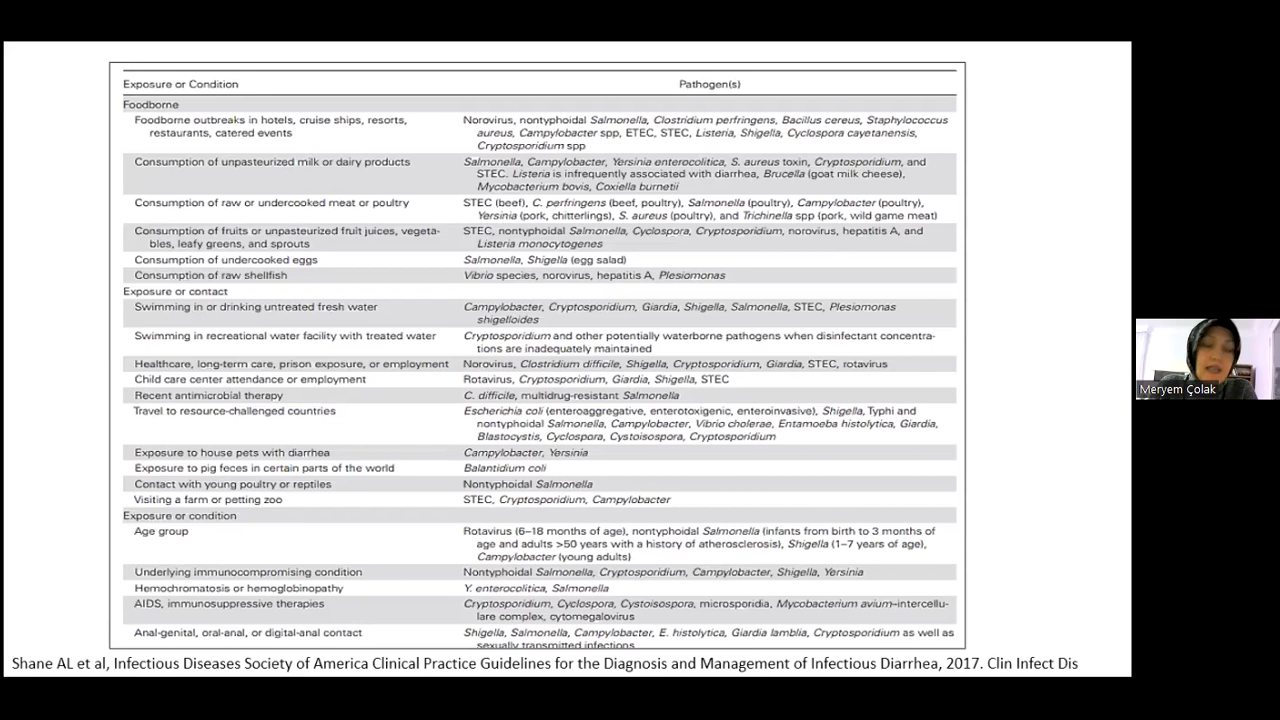 Exposure or Condition Pathogen(s)
Foodborne
Foodborne outbreaks in hotels, cruise ships, resorts, restaurants, catered events
Norovirus, nontyphoidal Salmonella, Clostridium perfringens, Bacillus cereus, Staphylococcus
aureus, Campylobacter spp, ETEC, STEC, Listeria, Shigella, Cyclospora cayetanensis,
Cryptosporidium spp
Consumption of unpasteurized milk or dairy products
Salmonella, Campylobacter, Yersinia enterocolitica, S. aureus toxin, Cryptosporidium, and
STEC. Listeria is infrequently associated with diarrhea, Brucella (goat milk cheese),
Mycobacterium bovis, Coxiella burnetii
Consumption of raw or undercooked meat or poultry
STEC (beef), C. perfringens (beef, poultry), Salmonella (poultry), Campylobacter (poultry),
Yersinia (pork, chitterlings), S. aureus (poultry), and Trichinella spp (pork, wild game meat)
Consumption of fruits or unpasteurized fruit juices, vegeta-
bles, leafy greens, and sprouts
STEC, nontyphoidal Salmonella, Cyclospora, Cryptosporidium, norovirus, hepatitis A, and
Listeria monocytogenes
Consumption of undercooked eggs
Salmonella, Shigella (egg salad)
Consumption of raw shellfish
Vibrio species, norovirus, hepatitis A, Plesiomonas
Exposure or contact
Swimming in or drinking untreated fresh water
Campylobacter, Cryptosporidium, Giardia, Shigella, Salmonella, STEC, Plesiomonas
shigelloides
Swimming in recreational water facility with treated water
Cryptosporidium and other potentially waterborne pathogens when disinfectant concentra-
tions are inadequately maintained
Healthcare, long-term care, prison exposure, or employment
Norovirus, Clostridium difficile, Shigella, Cryptosporidium, Giardia, STEC, rotavirus
Child care center attendance or employment
Rotavirus, Cryptosporidium, Giardia, Shigella, STEC
Recent antimicrobial therapy
C. difficile, multidrug-resistant Salmonella
Travel to resource-challenged countries
Escherichia coli (enteroaggregative, enterotoxigenic, enteroinvasive), Shigella, Typhi and
nontyphoidal Salmonella, Campylobacter, Vibrio cholerae, Entamoeba histolytica, Giardia,
Blastocystis, Cyclospora, Cystoisospora, Cryptosporidium
Exposure to house pets with diarrhea
Campylobacter, Yersinia
Exposure to pig feces in certain parts of the world
Balantidium coli
Contact with young poultry or reptiles
Nontyphoidal Salmonella
Visiting a farm or petting zoo
STEC, Cryptosporidium, Campylobacter
Exposure or condition
Age group
Rotavirus (6–18 months of age), nontyphoidal Salmonella (infants from birth to 3 months of
age and adults >50 years with a history of atherosclerosis), Shigella (1–7 years of age),
Campylobacter (young adults)
Underlying immunocompromising condition
Nontyphoidal Salmonella, Cryptosporidium, Campylobacter, Shigella, Yersinia
Hemochromatosis or hemoglobinopathy
Y. enterocolitica, Salmonella
AIDS, immunosuppressive therapies
Cryptosporidium, Cyclospora, Cystoisospora, microsporidia, Mycobacterium avium–intercellu-
lare complex, cytomegalovirus
Anal-genital, oral-anal, or digital-anal contact
Shigella, Salmonella, Campylobacter, E. histolytica, Giardia lamblia, Cryptosporidium as well as
sexually transmitted infections
Shane AL et al, Infectious Diseases Society of America Clinical Practice Guidelines for the Diagnosis and Management of Infectious Diarrhea, 2017. Clin Infect Dis
Meryem Çolak